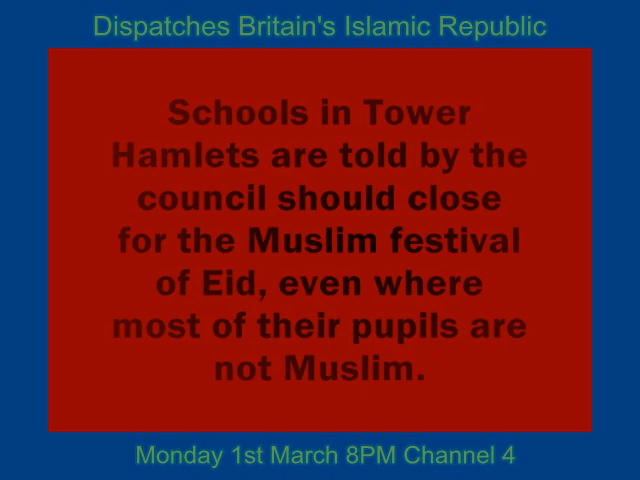 Dispatches Britain's Islamic Republic
Schools in Tower
Hamlets are told by the
council should close
for the Muslim festival
of Eid, even where
most of their pupils are
not Muslim.
Monday 1st March 8PM Channel 4